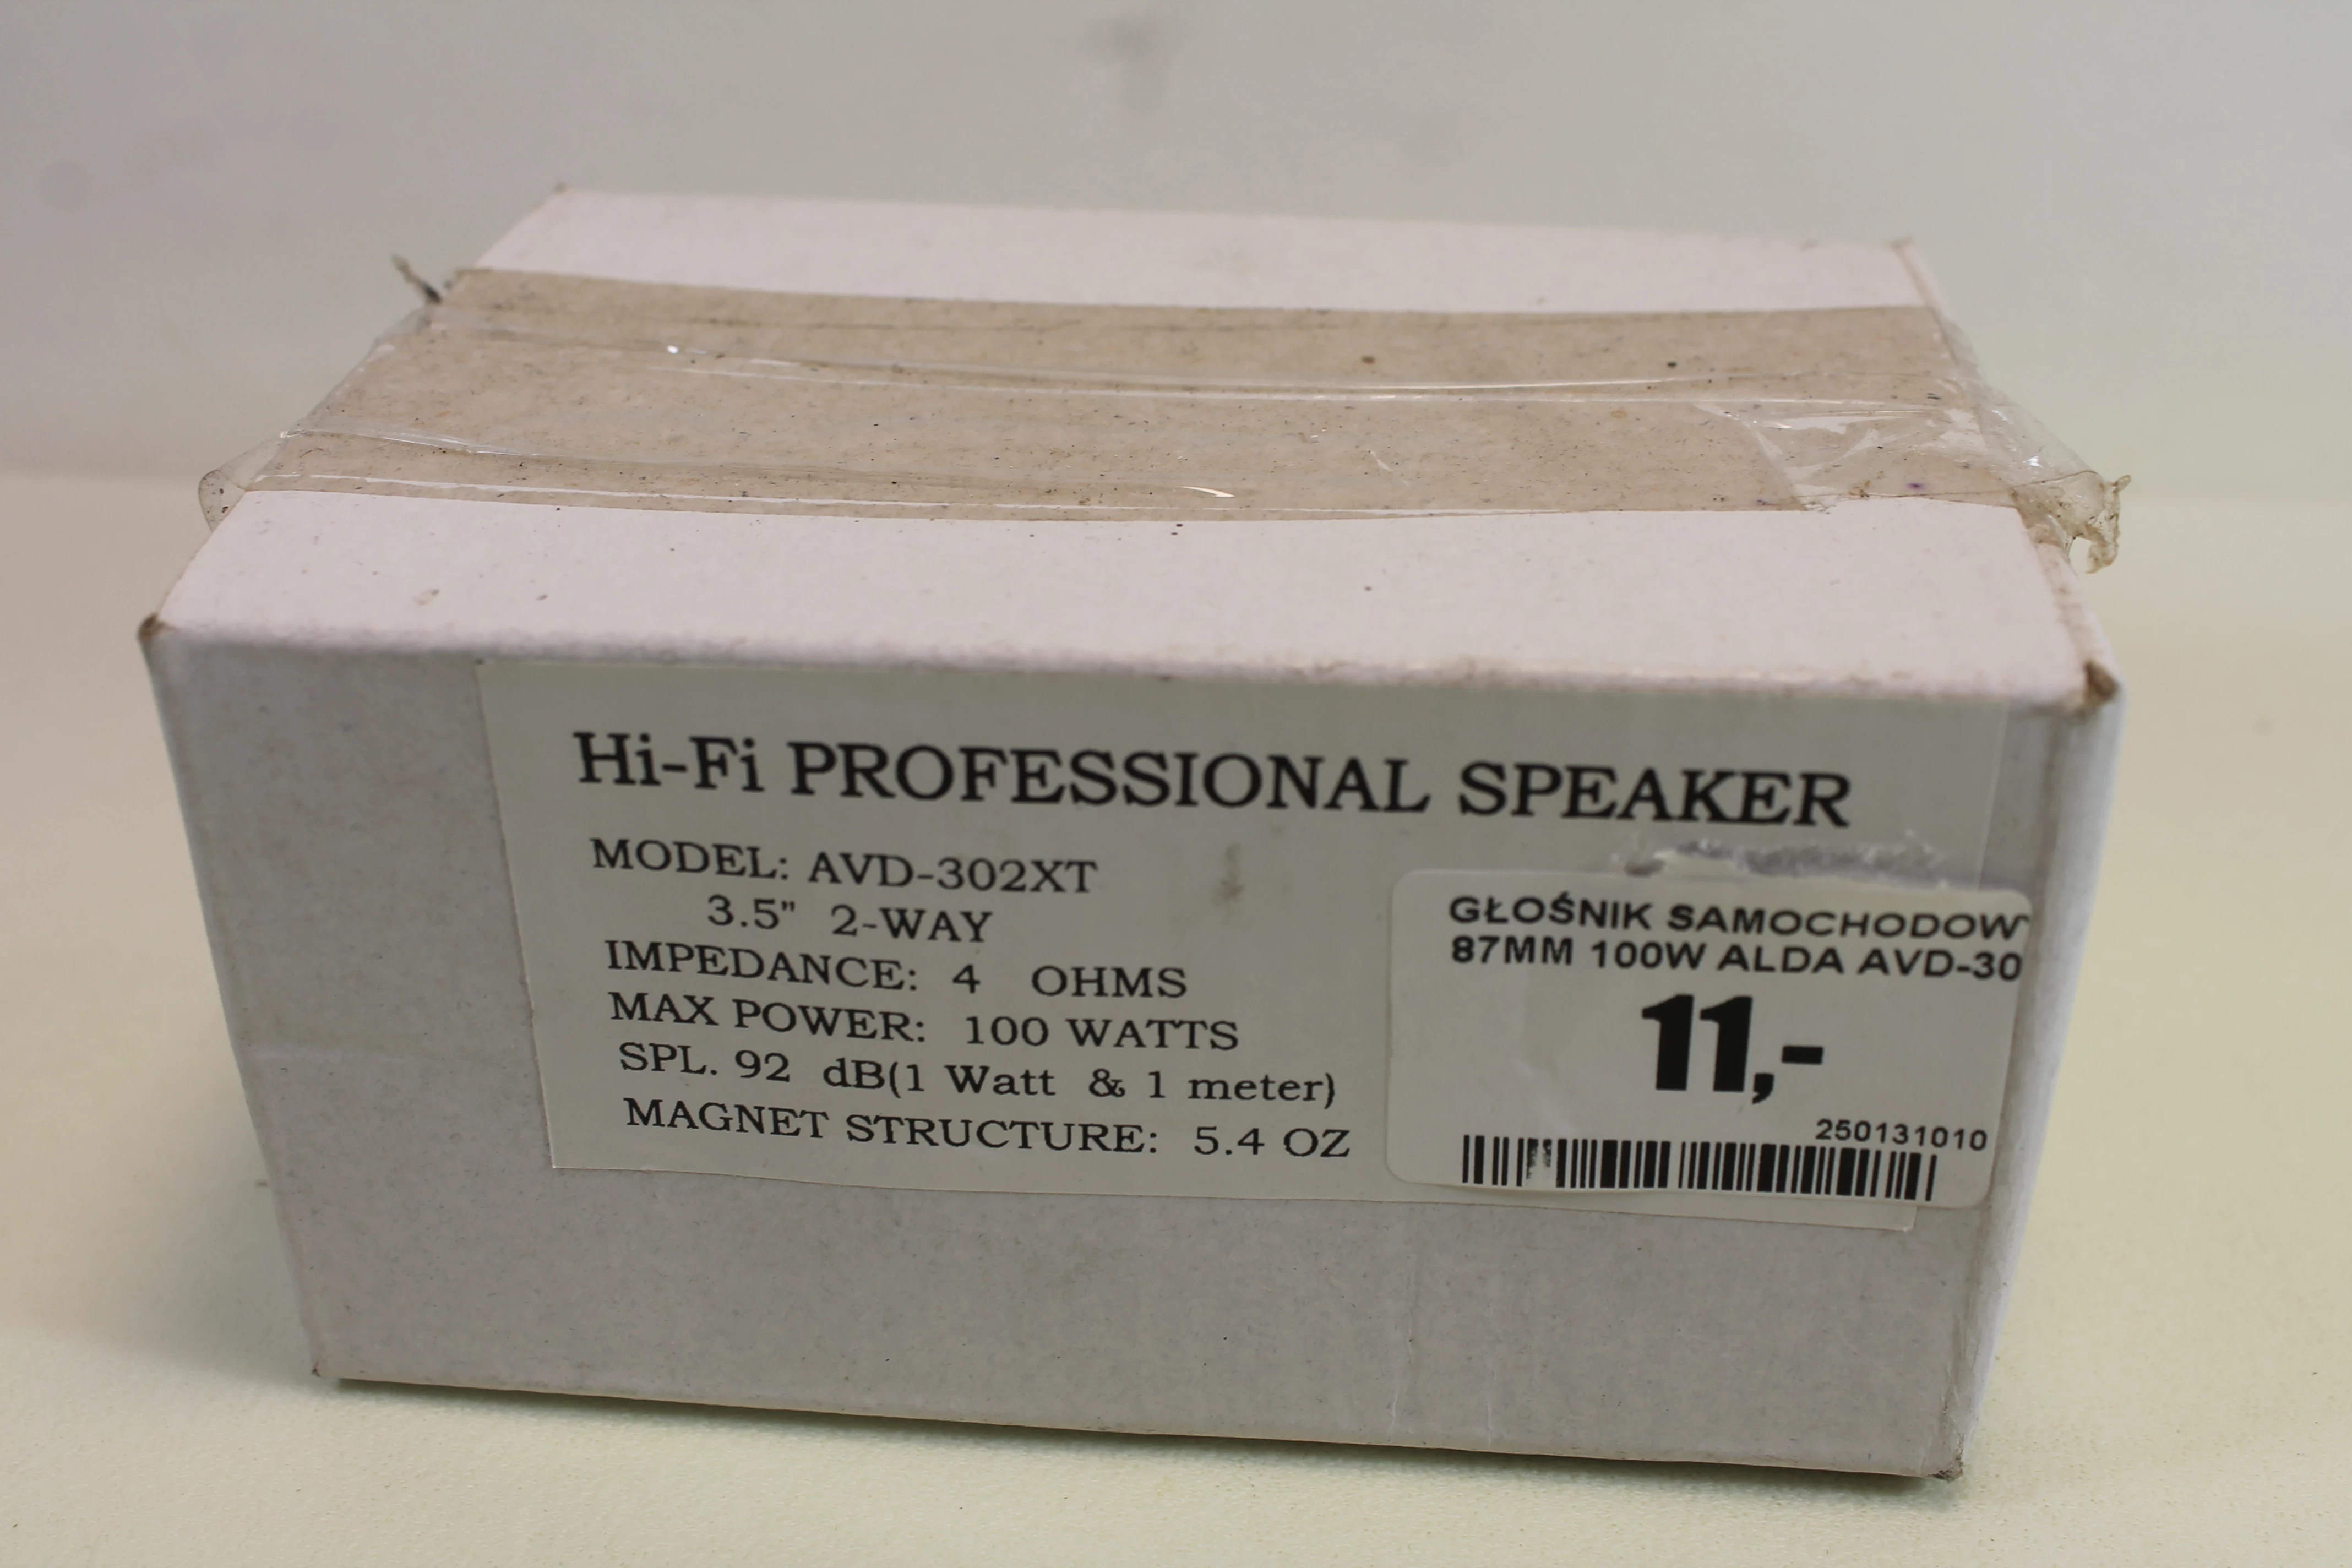 Hi-Fi PROFESSIONAL SPEAKER
MODEL: AVD-302XT
3.5" 2-WAY
IMPEDANCE: 4 OHMS
MAX POWER: 100 WATTS
SPL. 92 dB(1 Watt & 1 meter)
MAGNET STRUCTURE: 5.4 OZ
GŁOŚNIK SAMOCHODOW
87MM 100W ALDA AVD-30
11,-
250131010